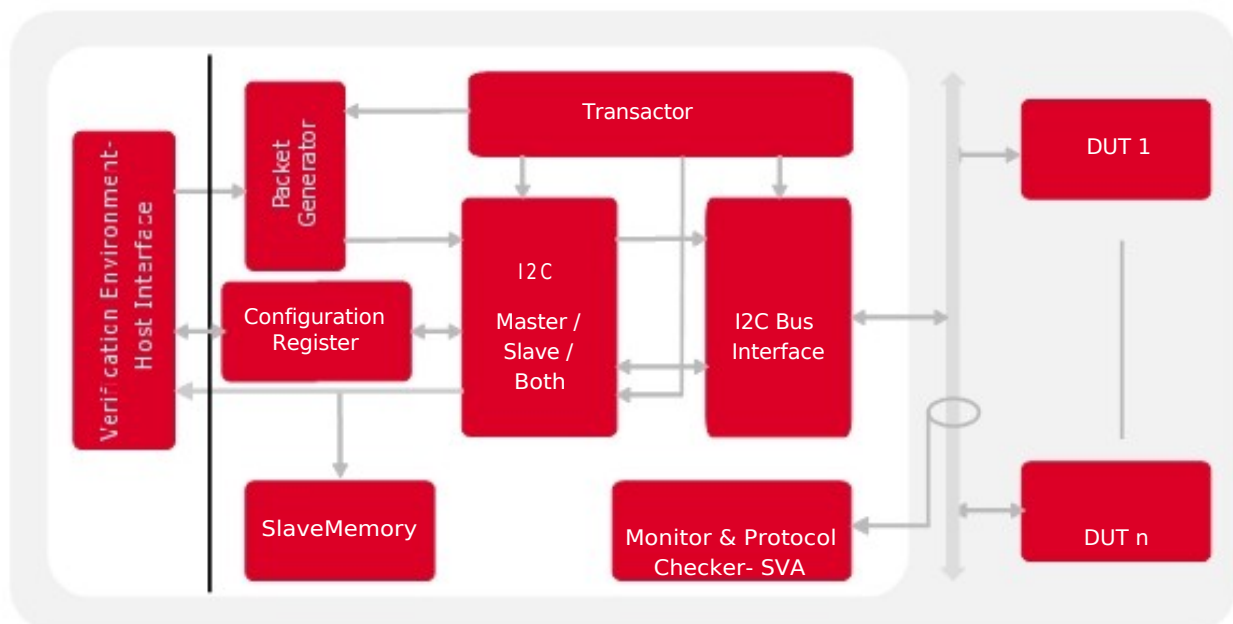 Transactor
DUT 1
Packet
Generator
Verification Environment-
Host Interface
I2C
Master /
Slave /
Both
Configuration
Register
I2C Bus
Interface
SlaveMemory
Monitor & Protocol
Checker- SVA
DUT n